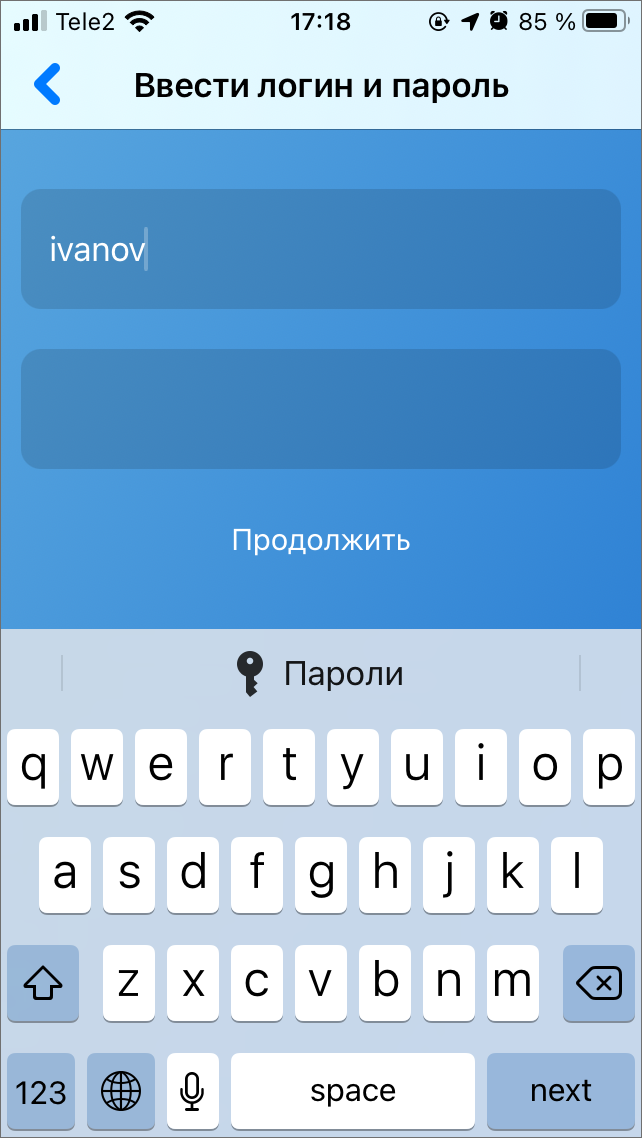 Tele2 17:18 85 %
Ввести логин и пароль
ivanov
Продолжить
Пароли
q w e r t y u i o p
a s d f g h j k l
z x c v b n m
123 space next